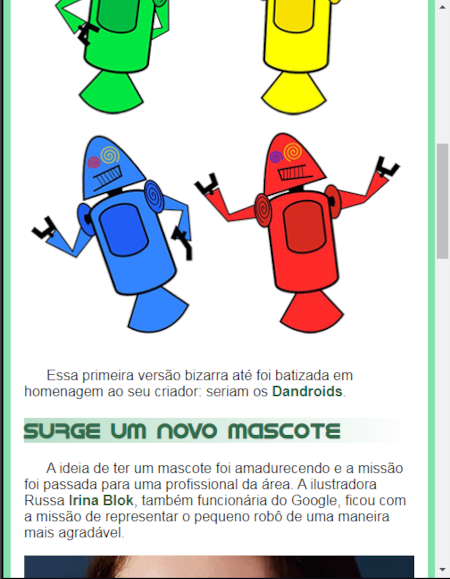 Essa primeira versão bizarra até foi batizada em
homenagem ao seu criador: seriam os Dandroids.
Surge um novo mascote
A ideia de ter um mascote foi amadurecendo e a missão
foi passada para uma profissional da área. A ilustradora
Russa Irina Blok, também funcionária do Google, ficou com
a missão de representar o pequeno robô de uma maneira
mais agradável.